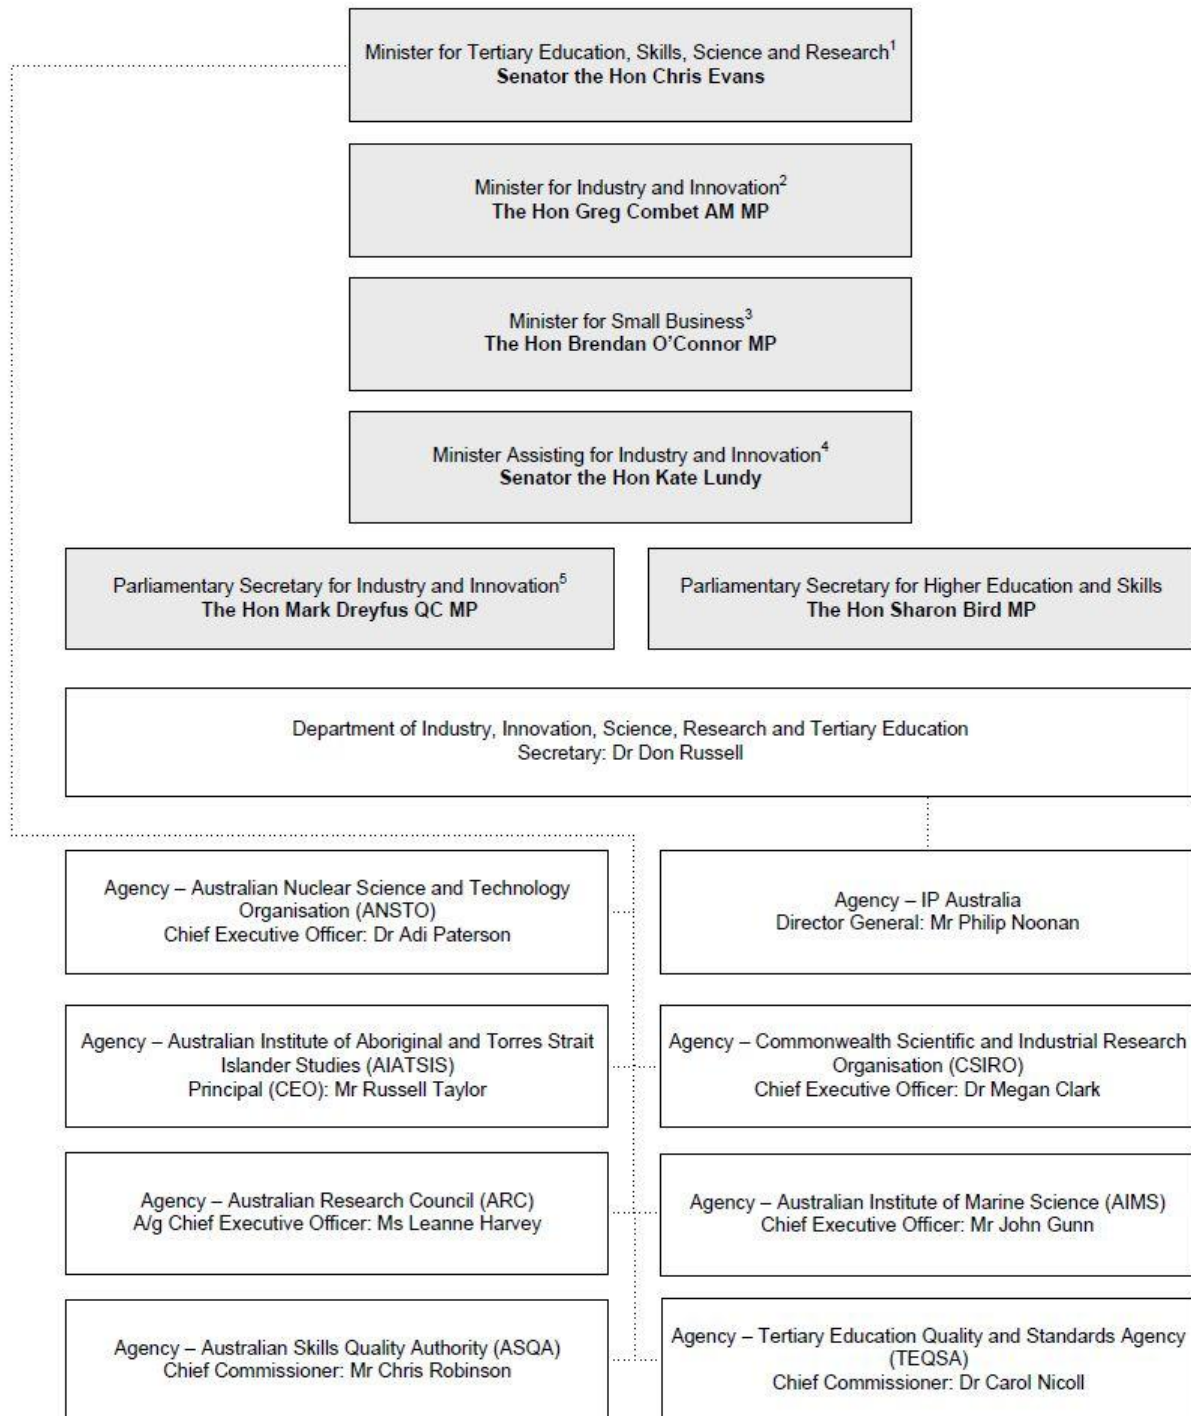 Minister for Tertiary Education, Skills, Science and Research¹
Senator the Hon Chris Evans
Minister for Industry and Innovation²
The Hon Greg Combet AM MP
Minister for Small Business³
The Hon Brendan O’Connor MP
Minister Assisting for Industry and Innovation⁴
Senator the Hon Kate Lundy
Parliamentary Secretary for Industry and Innovation⁵
The Hon Mark Dreyfus QC MP
Parliamentary Secretary for Higher Education and Skills
The Hon Sharon Bird MP
Department of Industry, Innovation, Science, Research and Tertiary Education
Secretary: Dr Don Russell
Agency – Australian Nuclear Science and Technology
Organisation (ANSTO)
Chief Executive Officer: Dr Adi Paterson
Agency – IP Australia
Director General: Mr Philip Noonan
Agency – Australian Institute of Aboriginal and Torres Strait
Islander Studies (AIATSIS)
Principal (CEO): Mr Russell Taylor
Agency – Commonwealth Scientific and Industrial Research
Organisation (CSIRO)
Chief Executive Officer: Dr Megan Clark
Agency – Australian Research Council (ARC)
A/g Chief Executive Officer: Ms Leanne Harvey
Agency – Australian Institute of Marine Science (AIMS)
Chief Executive Officer: Mr John Gunn
Agency – Australian Skills Quality Authority (ASQA)
Chief Commissioner: Mr Chris Robinson
Agency – Tertiary Education Quality and Standards Agency
(TEQSA)
Chief Commissioner: Dr Carol Nicoll